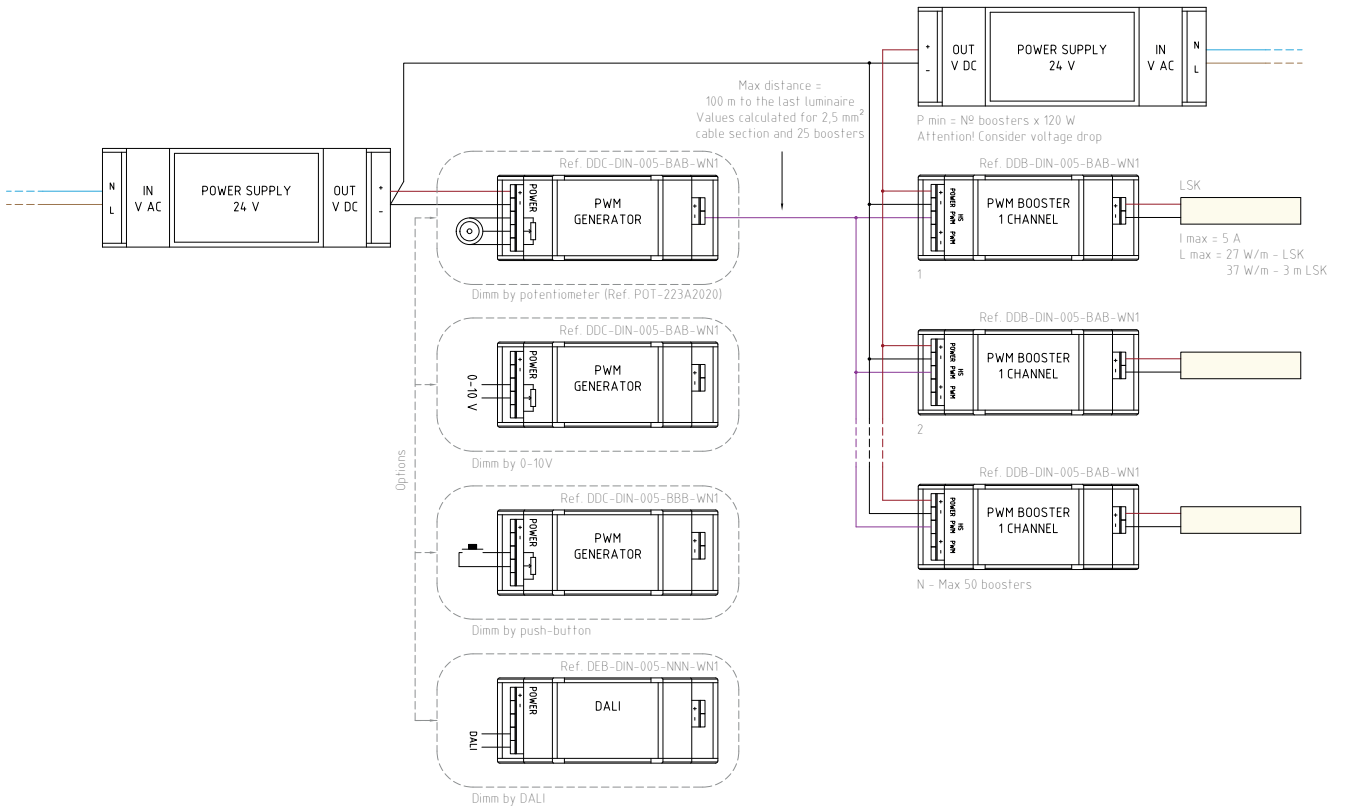 N
L
IN
V AC
POWER SUPPLY
24 V
OUT
V DC
+
-
Max distance =
100 m to the last luminaire
Values calculated for 2,5 mm²
cable section and 25 boosters
+
-
OUT
V DC
POWER SUPPLY
24 V
IN
V AC
N
L
P min = Nº boosters x 120 W
Attention! Consider voltage drop
Options
Ref. DDC-DIN-005-BAB-WN1
+
-
POWER
PWM
GENERATOR
+
-
Dimm by potentiometer (Ref. POT-223A2020)
Ref. DDC-DIN-005-BAB-WN1
+
-
POWER
0-10 V
PWM
GENERATOR
+
-
Dimm by 0-10V
Ref. DDC-DIN-005-BBB-WN1
+
-
POWER
PWM
GENERATOR
+
-
Dimm by push-button
Ref. DEB-DIN-005-NNN-WN1
+
-
POWER
DALI
DALI
+
-
Dimm by DALI
Ref. DDB-DIN-005-BAB-WN1
+
-
POWER
HS
PWM
+
-
PWM
PWM BOOSTER
1 CHANNEL
+
-
1
LSK
I max = 5 A
L max = 27 W/m - LSK
37 W/m - 3 m LSK
Ref. DDB-DIN-005-BAB-WN1
+
-
POWER
HS
PWM
+
-
PWM
PWM BOOSTER
1 CHANNEL
+
-
2
Ref. DDB-DIN-005-BAB-WN1
+
-
POWER
HS
PWM
+
-
PWM
PWM BOOSTER
1 CHANNEL
+
-
N - Max 50 boosters